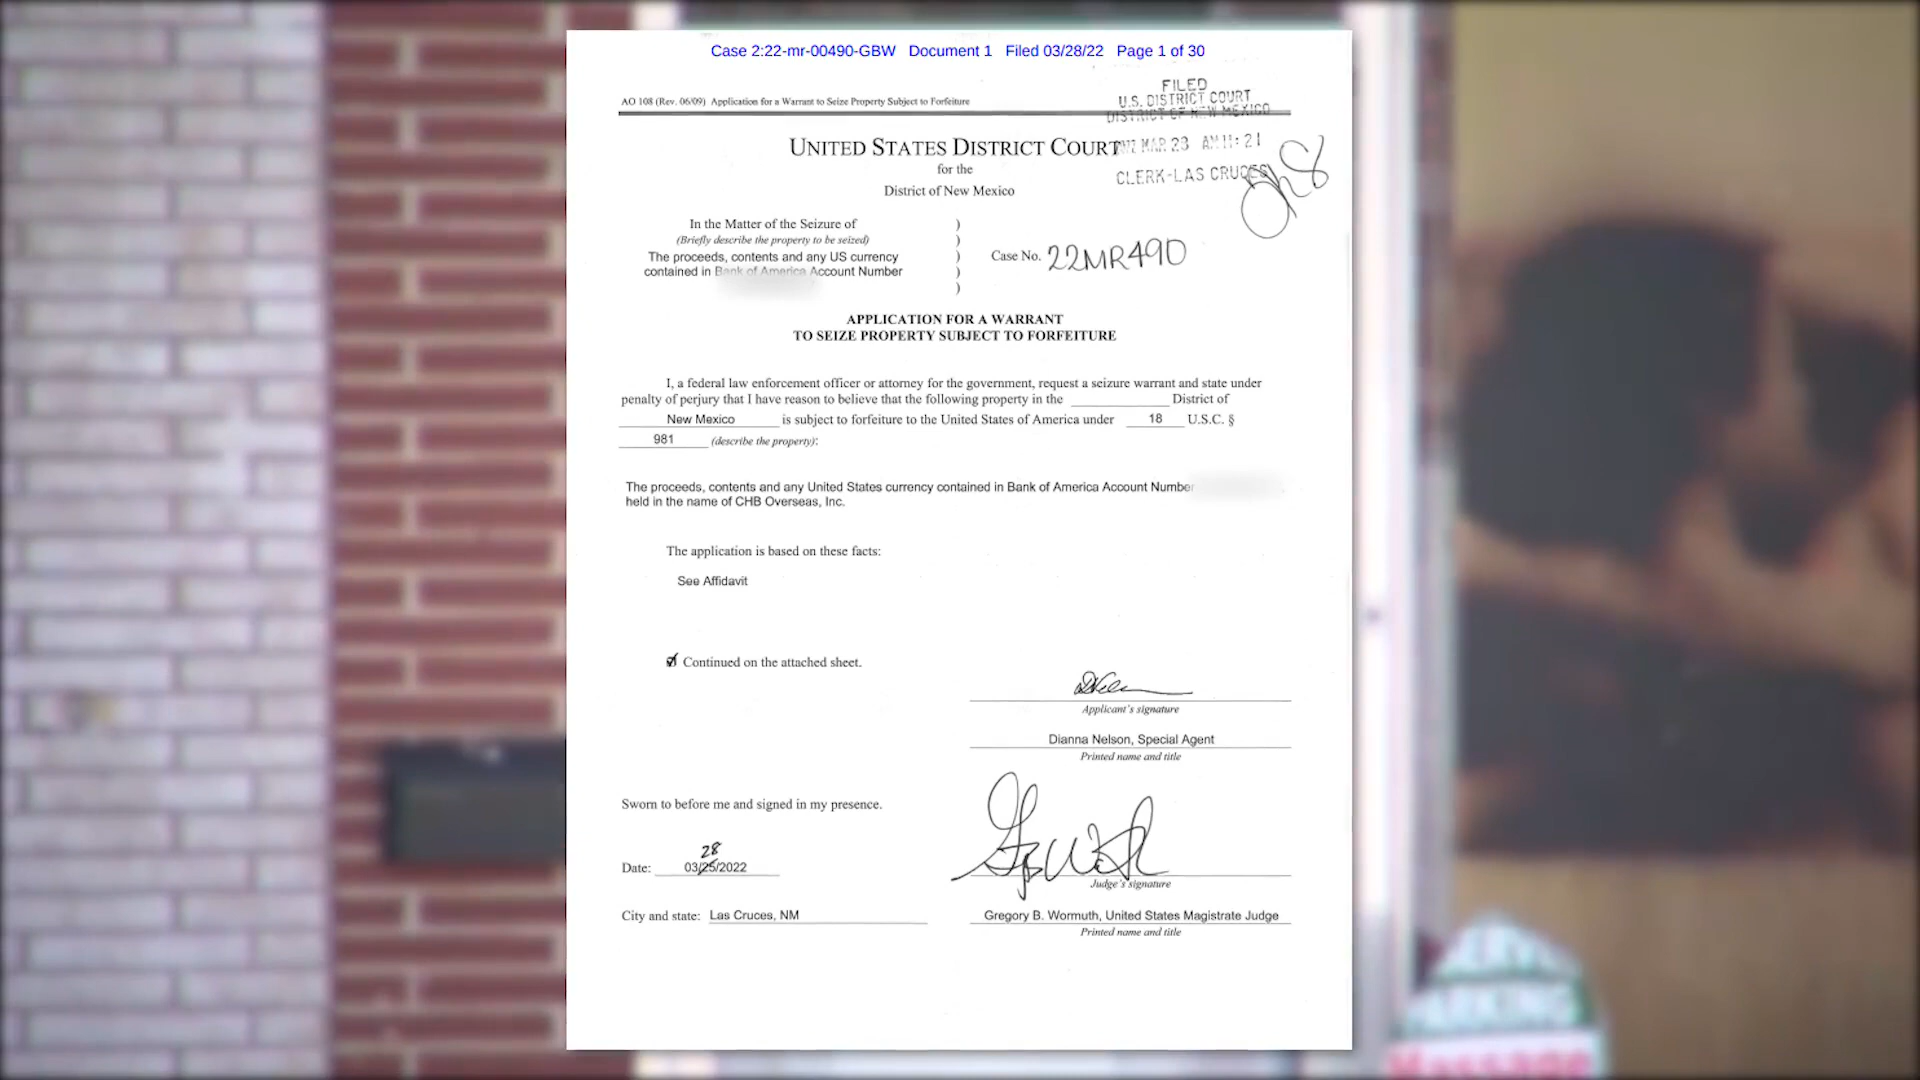 Case 2:22-mr-00490-GBW Document 1 Filed 03/28/22 Page 1 of 30
FILED
U.S. DISTRICT COURT
DISTRICT OF NEW MEXICO
AO 108 (Rev. 06/09) Application for a Warrant to Seize Property Subject to Forfeiture
UNITED STATES DISTRICT COURT
2022 MAR 23 AM 11:21
for the
CLERK-LAS CRUCES
District of New Mexico
In the Matter of the Seizure of
(Briefly describe the property to be seized)
The proceeds, contents and any US currency
contained in Bank of America Account Number
)
)
)
)
)
Case No. 22MR490
APPLICATION FOR A WARRANT
TO SEIZE PROPERTY SUBJECT TO FORFEITURE
I, a federal law enforcement officer or attorney for the government, request a seizure warrant and state under
penalty of perjury that I have reason to believe that the following property in the District of
New Mexico is subject to forfeiture to the United States of America under 18 U.S.C. §
981 (describe the property):
The proceeds, contents and any United States currency contained in Bank of America Account Number
held in the name of CHB Overseas, Inc.
The application is based on these facts:
See Affidavit
Continued on the attached sheet.
Applicant's signature
Dianna Nelson, Special Agent
Printed name and title
Sworn to before me and signed in my presence.
28
Date: 03/25/2022
Judge's signature
City and state: Las Cruces, NM
Gregory B. Wormuth, United States Magistrate Judge
Printed name and title
PARKING
Massage